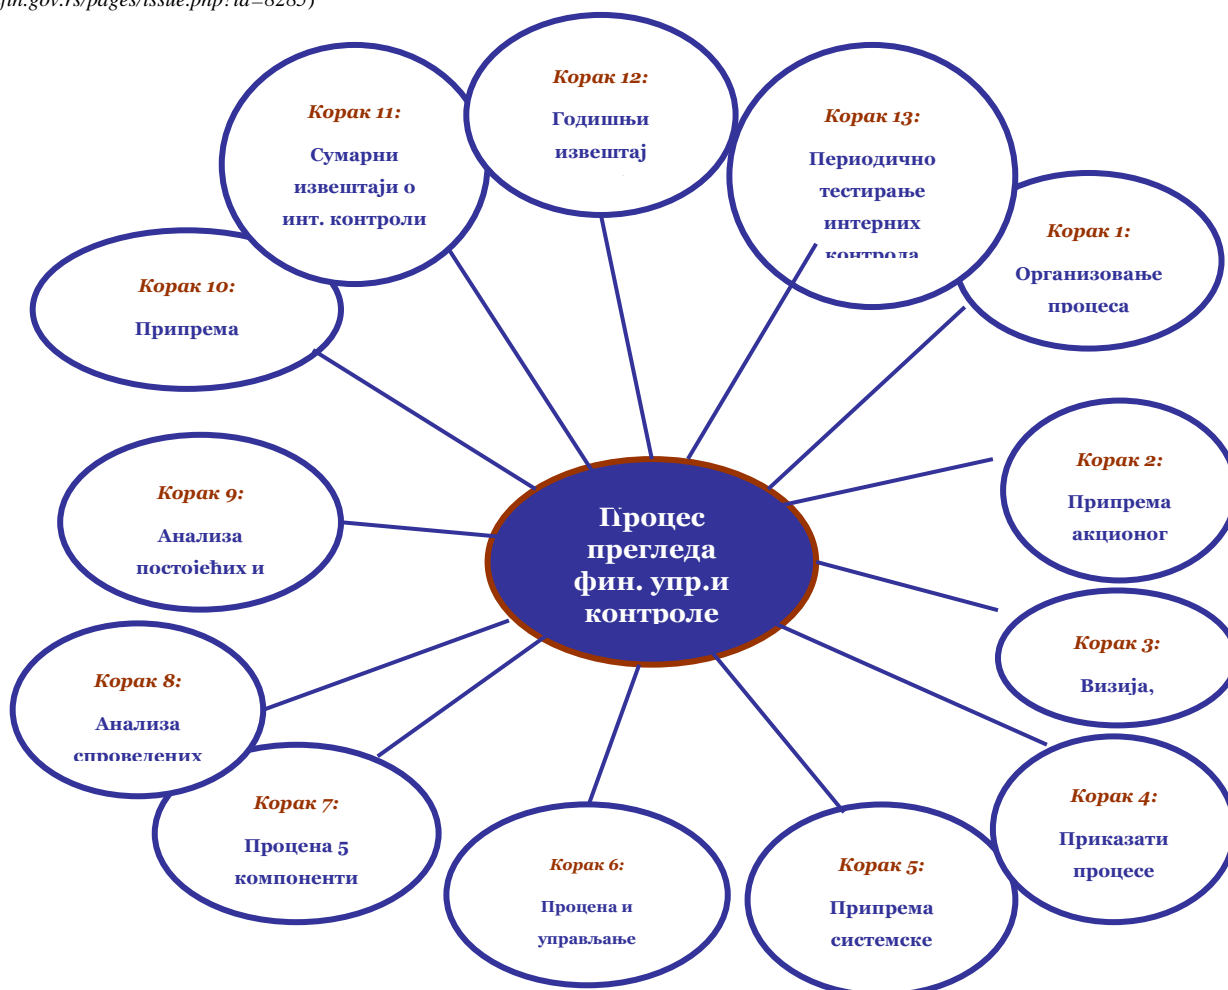 fin.gov.rs/pages/issue.php?id=8285)
Корак 12:
Годишњи
извештај
Корак 11:
Сумарни
извештаји о
инт. контроли
Корак 13:
Периодично
тестирање
интерних
контрола
Корак 1:
Организовање
процеса
Корак 10:
Припрема
Корак 2:
Припрема
акционог
Корак 9:
Анализа
постојећих и
Процес
прегледа
фин. упр.и
контроле
Корак 3:
Визија,
Корак 8:
Анализа
спроведених
Корак 4:
Приказати
процесе
Корак 7:
Процена 5
компоненти
Корак 6:
Процена и
управљање
Корак 5:
Припрема
системске